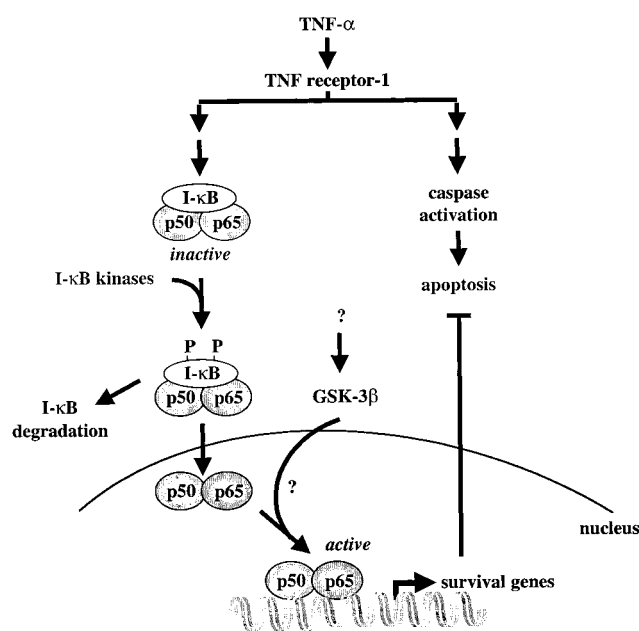 TNF-α
TNF receptor-1
I-κB
p50 p65
inactive
caspase
activation
I-κB kinases
apoptosis
?
P P
I-κB
p50 p65
GSK-3β
I-κB
degradation
p50 p65
?
nucleus
active
p50 p65
survival genes